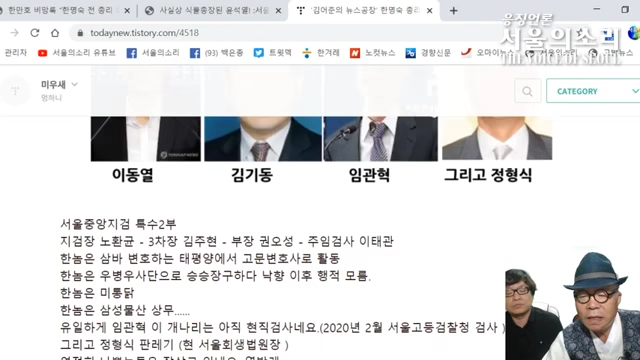 한만호 비망록 "한명숙 전 총리
사실상 식물총장된 윤석열! :서울
'김어준의 뉴스공장' 한명숙 총리
todaynew.tistory.com/4518
응징언론
서울의소리
THE VOICE OF SEOUL
서울의소리 유튜브
(93) 백은종
트윗덱
한겨레
노컷뉴스
경향신문
오마이뉴스
미우새
멈하니
CATEGORY
이동열 김기동 임관혁 그리고 정형식
서울중앙지검 특수2부
지검장 노환균 - 3차장 김주현 - 부장 권오성 - 주임검사 이태관
한놈은 삼바 변호하는 태평양에서 고문변호사로 활동
한놈은 우병우사단으로 승승장구하다 낙향 이후 행적 모름.
한놈은 미통닭
한놈은 삼성물산 상무......
유일하게 임관혁 이 개나리는 아직 현직검사네요.(2020년 2월 서울고등검찰청 검사 )
그리고 정형식 판레기 (현 서울회생법원장 )